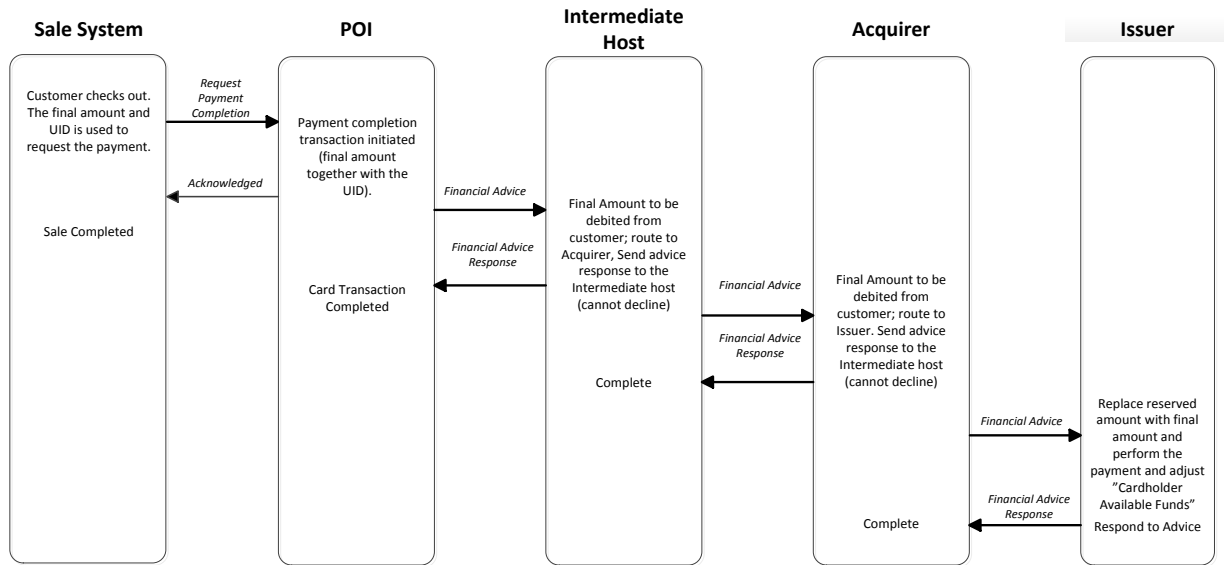 Sale System
POI
Intermediate
Host
Acquirer
Issuer
Customer checks out.
The final amount and
UID is used to
request the payment.
Sale Completed
Request
Payment
Completion
Acknowledged
Payment completion
transaction initiated
(final amount
together with the
UID).
Card Transaction
Completed
Financial Advice
Financial Advice
Response
Final Amount to be
debited from
customer; route to
Acquirer, Send advice
response to the
Intermediate host
(cannot decline)
Complete
Financial Advice
Financial Advice
Response
Final Amount to be
debited from
customer; route to
Issuer. Send advice
response to the
Intermediate host
(cannot decline)
Complete
Financial Advice
Financial Advice
Response
Replace reserved
amount with final
amount and
perform the
payment and adjust
”Cardholder
Available Funds”
Respond to Advice